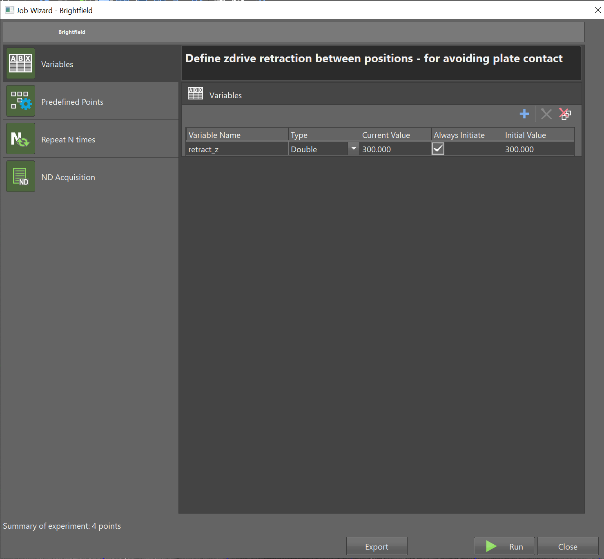 Job Wizard - Brightfield
Brightfield
Variables
Predefined Points
Repeat N times
ND Acquisition
Define zdrive retraction between positions - for avoiding plate contact
Variables
Variable Name Type Current Value Always Initiate Initial Value
retract_z Double 300.000 300.000
Summary of experiment: 4 points
Export Run Close